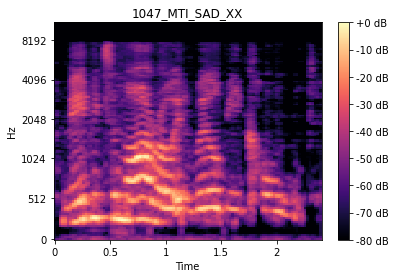 1047_MTI_SAD_XX
8192
4096
2048
1024
512
0
Hz
0
0.5
1
1.5
2
Time
+0 dB
-10 dB
-20 dB
-30 dB
-40 dB
-50 dB
-60 dB
-70 dB
-80 dB